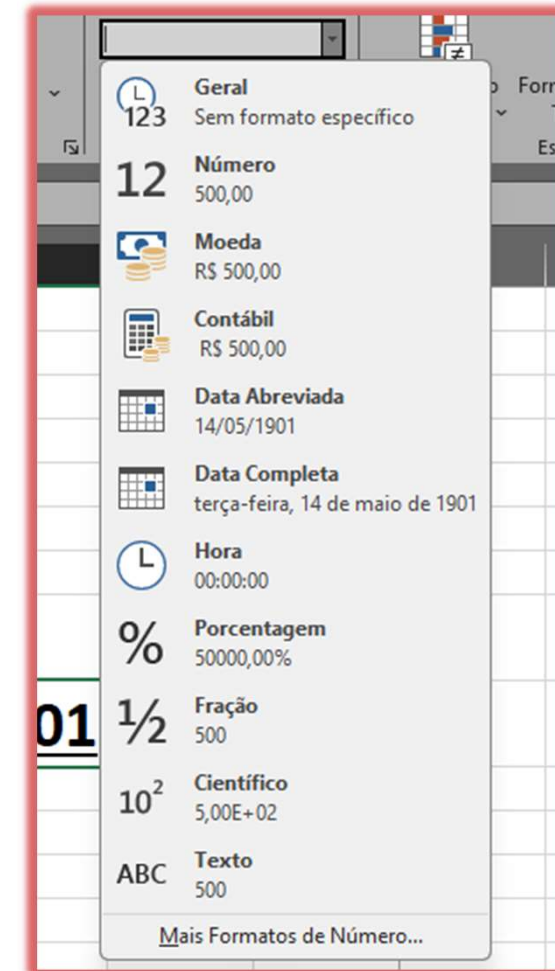 Geral
123 Sem formato específico
12 Número
500,00
Moeda
R$ 500,00
Contábil
R$ 500,00
Data Abreviada
14/05/1901
Data Completa
terça-feira, 14 de maio de 1901
Hora
00:00:00
% Porcentagem
50000,00%
01
½ Fração
500
10² Científico
5,00E+02
ABC Texto
500
Mais Formatos de Número...